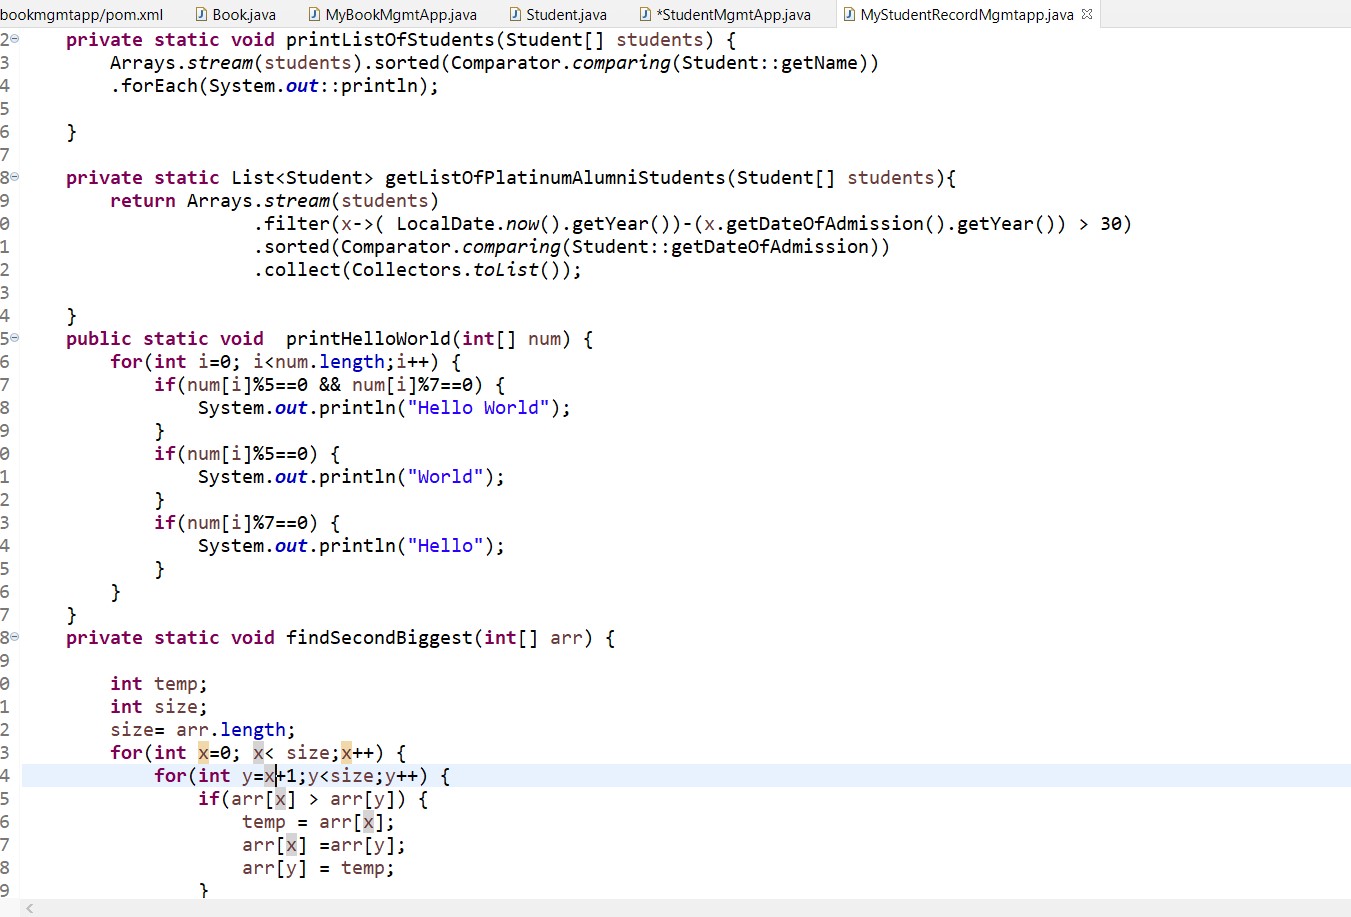 bookmgmtapp/pom.xml Book.java MyBookMgmtApp.java Student.java *StudentMgmtApp.java MyStudentRecordMgmtapp.java
2 private static void printListOfStudents(Student[] students) {
3 Arrays.stream(students).sorted(Comparator.comparing(Student::getName))
4 .forEach(System.out::println);
5
6 }
7
8 private static List<Student> getListOfPlatinumAlumniStudents(Student[] students){
9 return Arrays.stream(students)
0 .filter(x->( LocalDate.now().getYear())-(x.getDateOfAdmission().getYear()) > 30)
1 .sorted(Comparator.comparing(Student::getDateOfAdmission))
2 .collect(Collectors.toList());
3
4 }
5 public static void  printHelloWorld(int[] num) {
6 for(int i=0; i<num.length;i++) {
7 if(num[i]%5==0 && num[i]%7==0) {
8 System.out.println("Hello World");
9 }
0 if(num[i]%5==0) {
1 System.out.println("World");
2 }
3 if(num[i]%7==0) {
4 System.out.println("Hello");
5 }
6 }
7 }
8 private static void findSecondBiggest(int[] arr) {
9
0 int temp;
1 int size;
2 size= arr.length;
3 for(int x=0; x< size;x++) {
4 for(int y=x+1;y<size;y++) {
5 if(arr[x] > arr[y]) {
6 temp = arr[x];
7 arr[x] =arr[y];
8 arr[y] = temp;
9 }